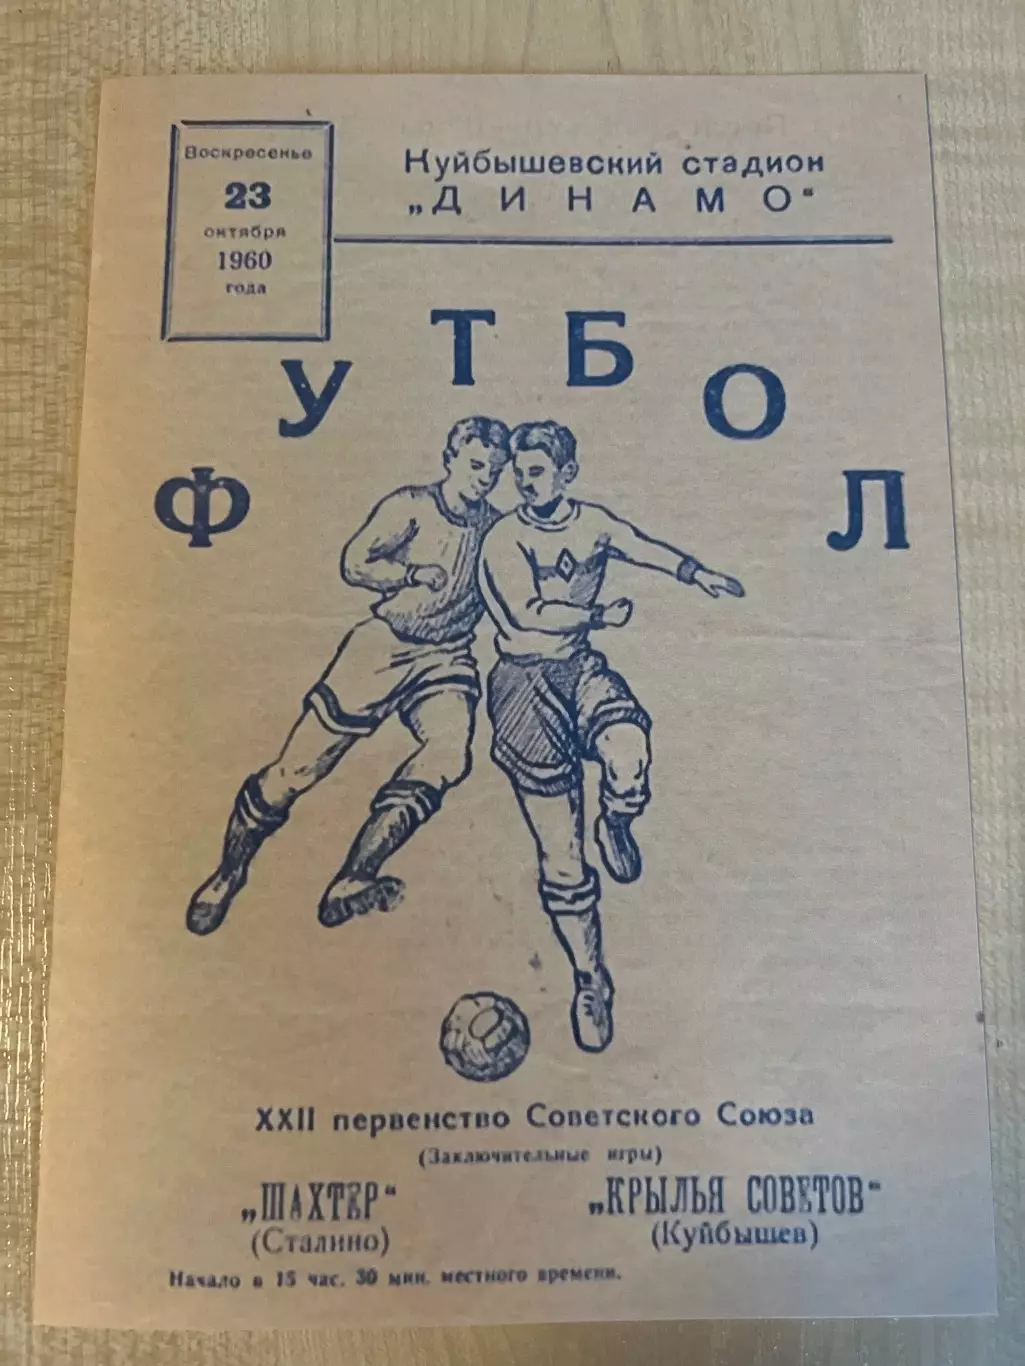 Воскресенье
23
октября
1960
года
Куйбышевский стадион
„ДИНАМО“
ФУТБОЛ
XXII первенство Советского Союза
(Заключительные игры)
„ШАХТЕР“
(Сталино)
„КРЫЛЬЯ СОВЕТОВ“
(Куйбышев)
Начало в 15 час. 30 мин. местного времени.